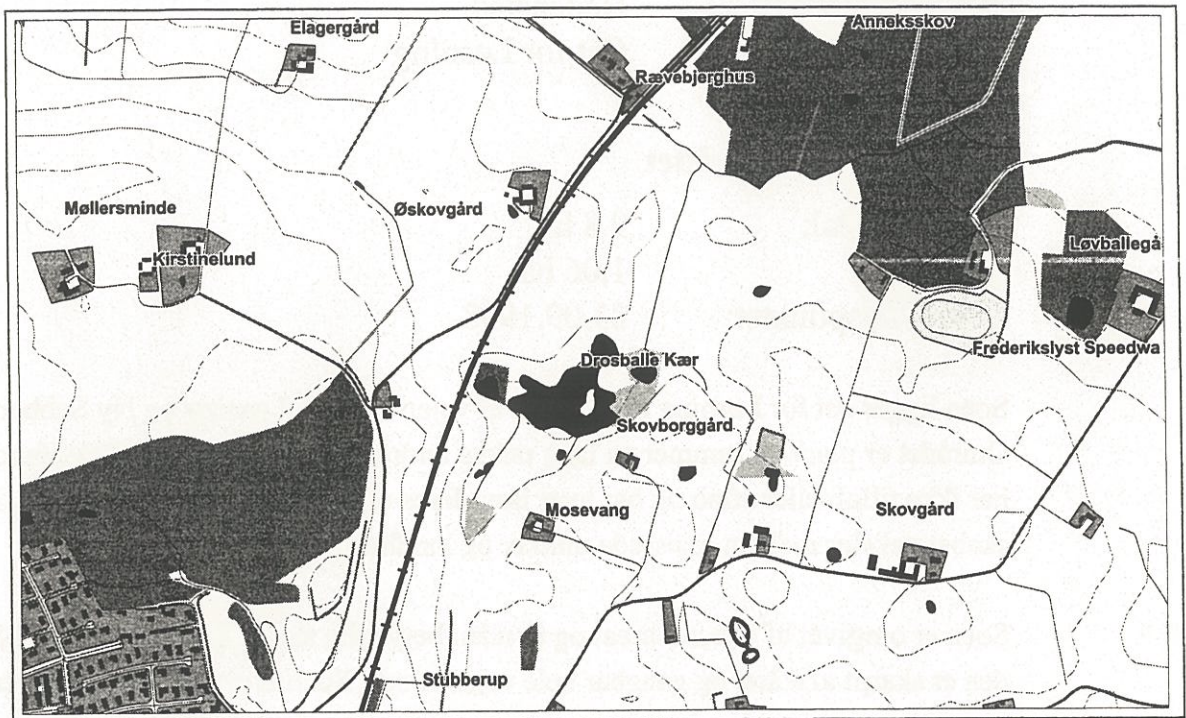 Elagergård
Anneksskov
Rævebjerghus
Møllersminde
Øskovgård
Kirstinelund
Løvballegå
Frederikslyst Speedwa
Drosballe Kær
Skovborggård
Mosevang
Skovgård
Stubberup